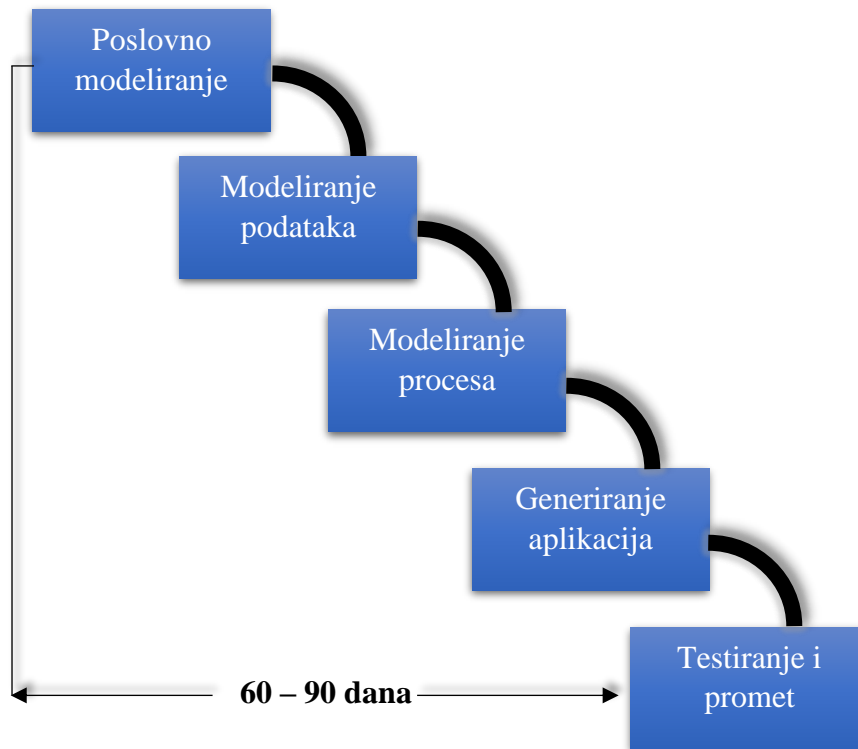 Poslovno
modeliranje
Modeliranje
podataka
Modeliranje
procesa
Generiranje
aplikacija
Testiranje i
promet
60 – 90 dana